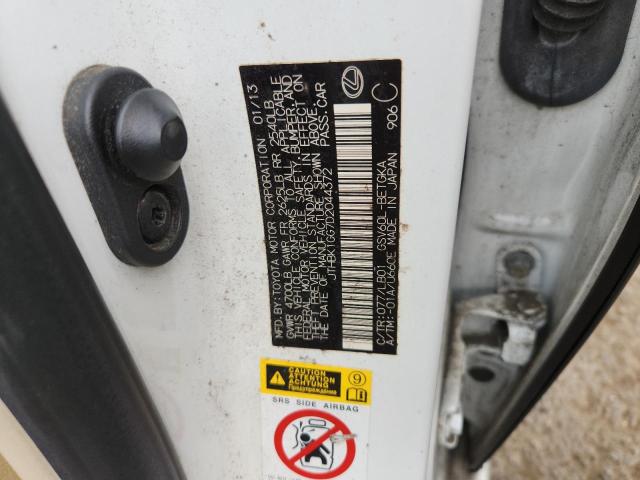 MFD.BY:TOYOTA MOTOR CORPORATION 01/13
GVWR 4700LB GAWR FR 2625LB RR 2540LB
THIS VEHICLE CONFORMS TO ALL APPLICABLE
FEDERAL MOTOR VEHICLE SAFETY, BUMPER,AND
THEFT PREVENTION STANDARDS IN EFFECT ON
THE DATE OF MANUFACTURE SHOWN ABOVE.
JTHBK1GG7D2044372 PASS.CAR
C/TR:077/LB01 GSV60L-BETGKA
A/TM:-01A/U660E MADE IN JAPAN 906 C
CAUTION
ATTENTION
ACHTUNG
Предупреждение
9
SRS SIDE AIRBAG